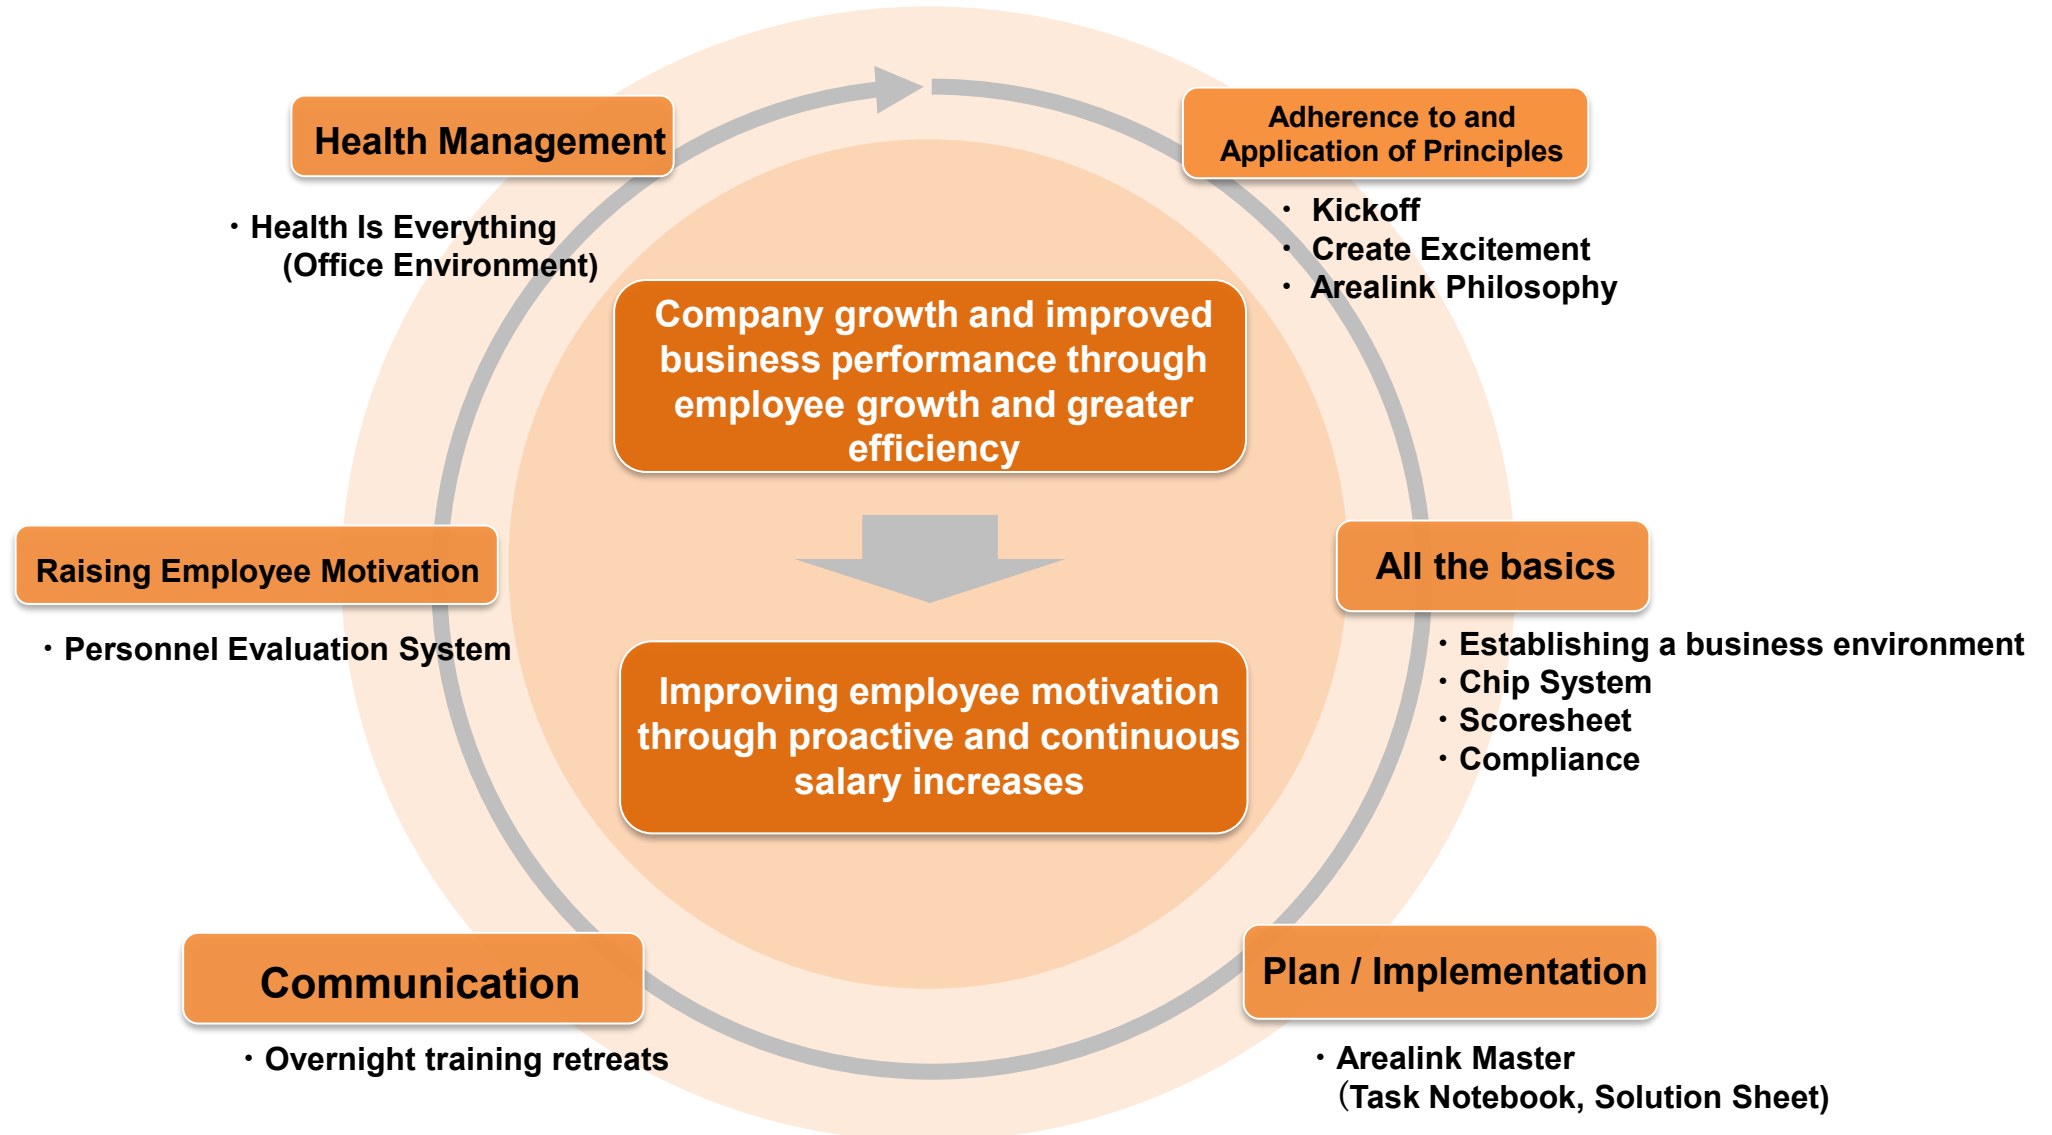 Health Management
・Health Is Everything
(Office Environment)
Adherence to and
Application of Principles
・ Kickoff
・ Create Excitement
・ Arealink Philosophy
Company growth and improved
business performance through
employee growth and greater
efficiency
Raising Employee Motivation
・Personnel Evaluation System
All the basics
・Establishing a business environment
・Chip System
・Scoresheet
・Compliance
Improving employee motivation
through proactive and continuous
salary increases
Communication
・Overnight training retreats
Plan / Implementation
・Arealink Master
（Task Notebook, Solution Sheet)